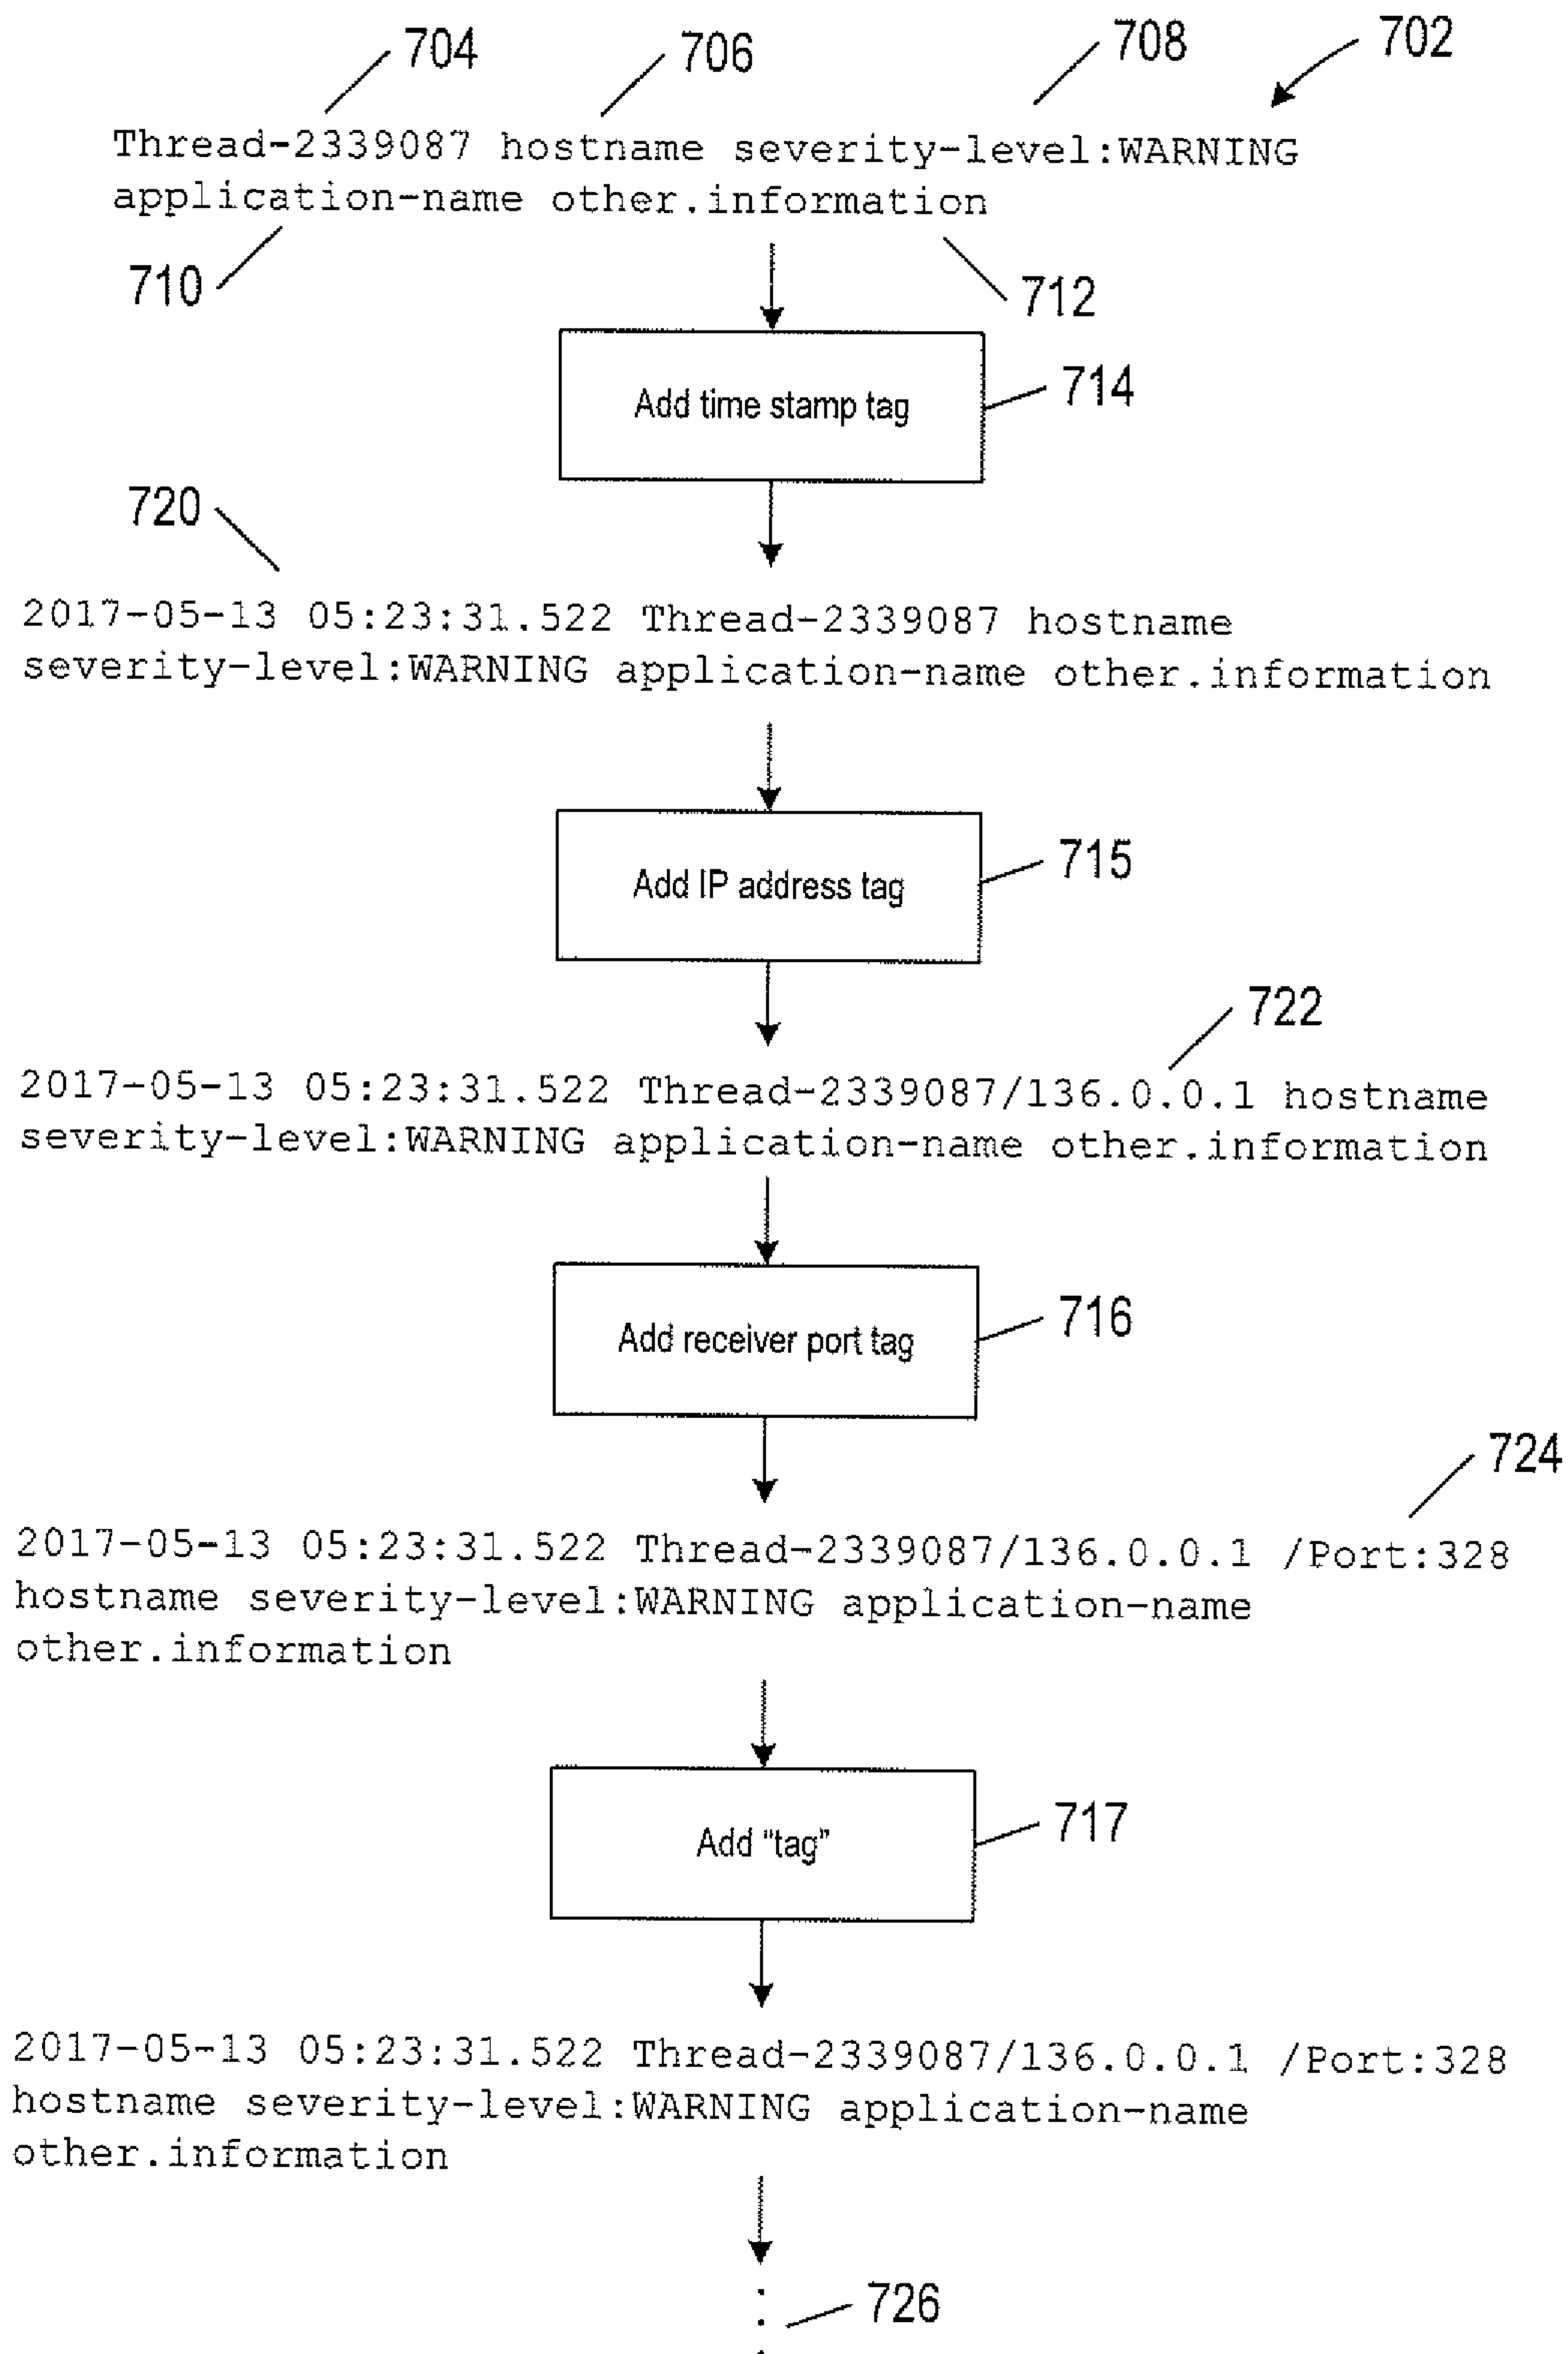 704 706 708 702
Thread-2339087 hostname severity-level:WARNING
application-name other.information
710 712
Add time stamp tag 714
720
2017-05-13 05:23:31.522 Thread-2339087 hostname
severity-level:WARNING application-name other.information
Add IP address tag 715
722
2017-05-13 05:23:31.522 Thread-2339087/136.0.0.1 hostname
severity-level:WARNING application-name other.information
Add receiver port tag 716
724
2017-05-13 05:23:31.522 Thread-2339087/136.0.0.1 /Port:328
hostname severity-level:WARNING application-name
other.information
Add “tag” 717
2017-05-13 05:23:31.522 Thread-2339087/136.0.0.1 /Port:328
hostname severity-level:WARNING application-name
other.information
726